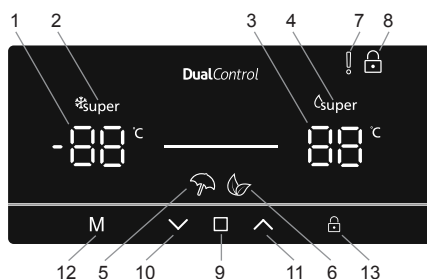 1 2 3 4 7 8
DualControl
super super
-88 °C 88 °C
M
12 5 10 9 11 6 13